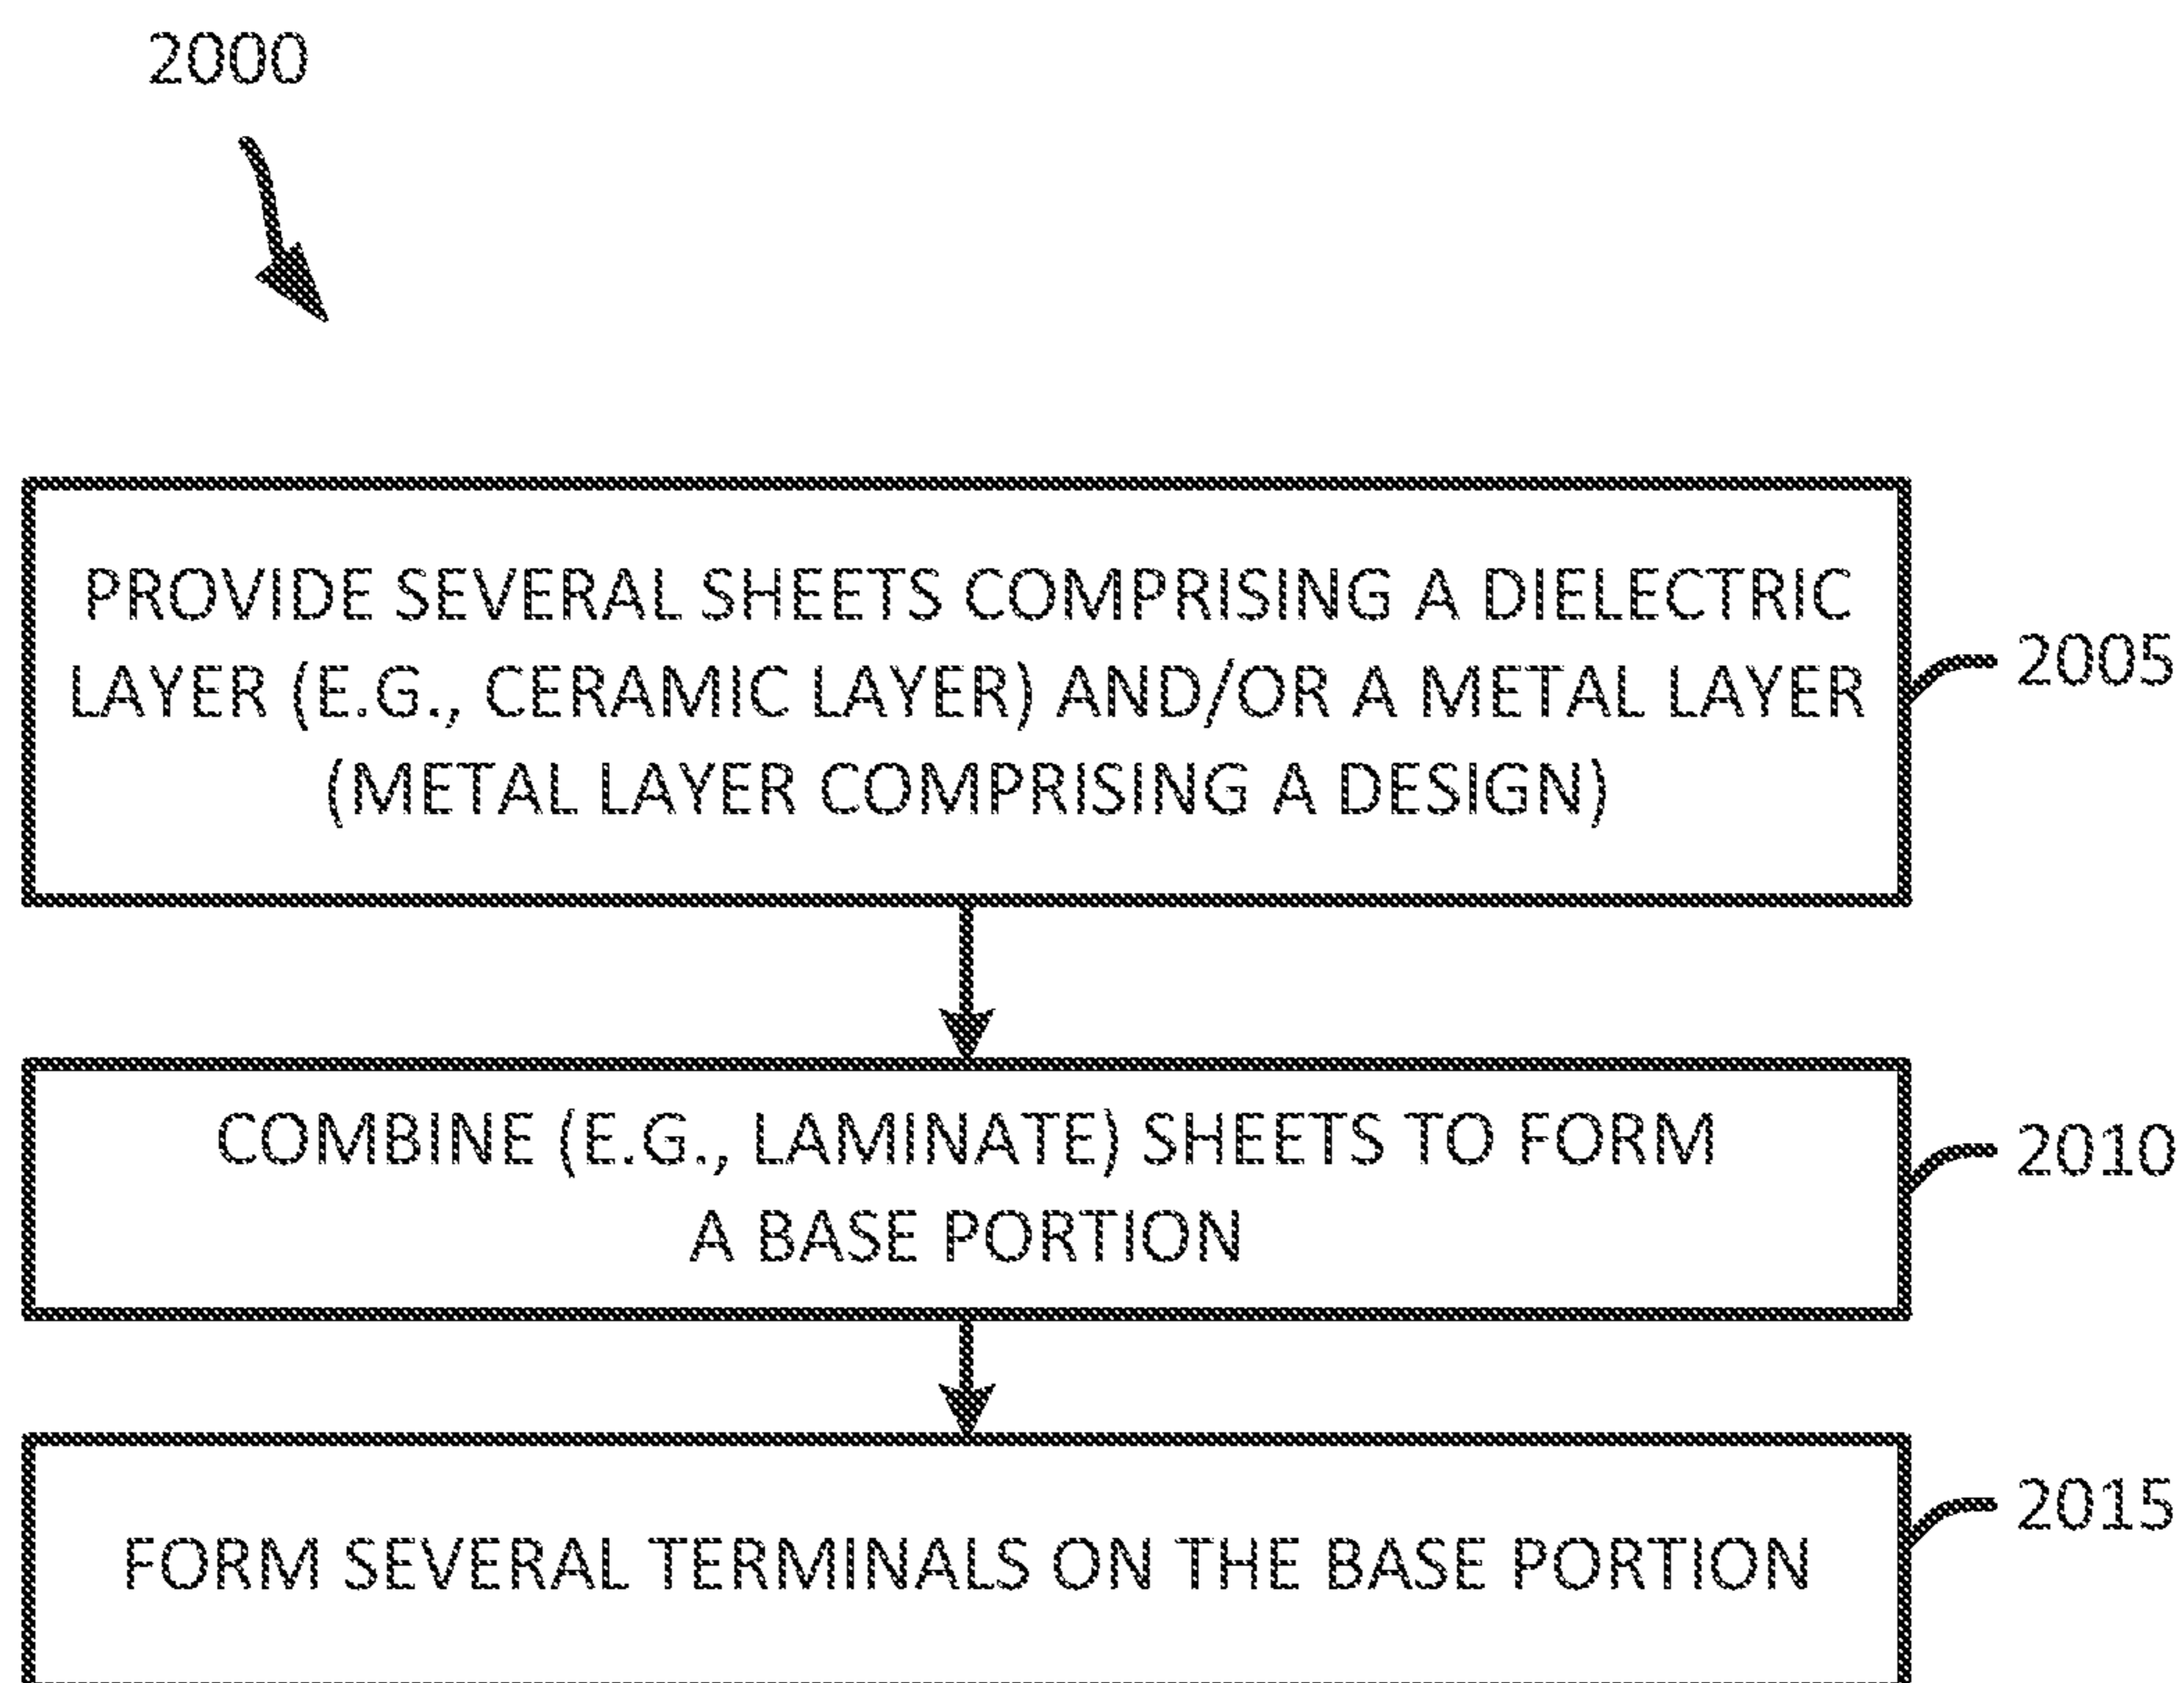 2000
PROVIDE SEVERAL SHEETS COMPRISING A DIELECTRIC
LAYER (E.G., CERAMIC LAYER) AND/OR A METAL LAYER
(METAL LAYER COMPRISING A DESIGN)
2005
COMBINE (E.G., LAMINATE) SHEETS TO FORM
A BASE PORTION
2010
FORM SEVERAL TERMINALS ON THE BASE PORTION
2015